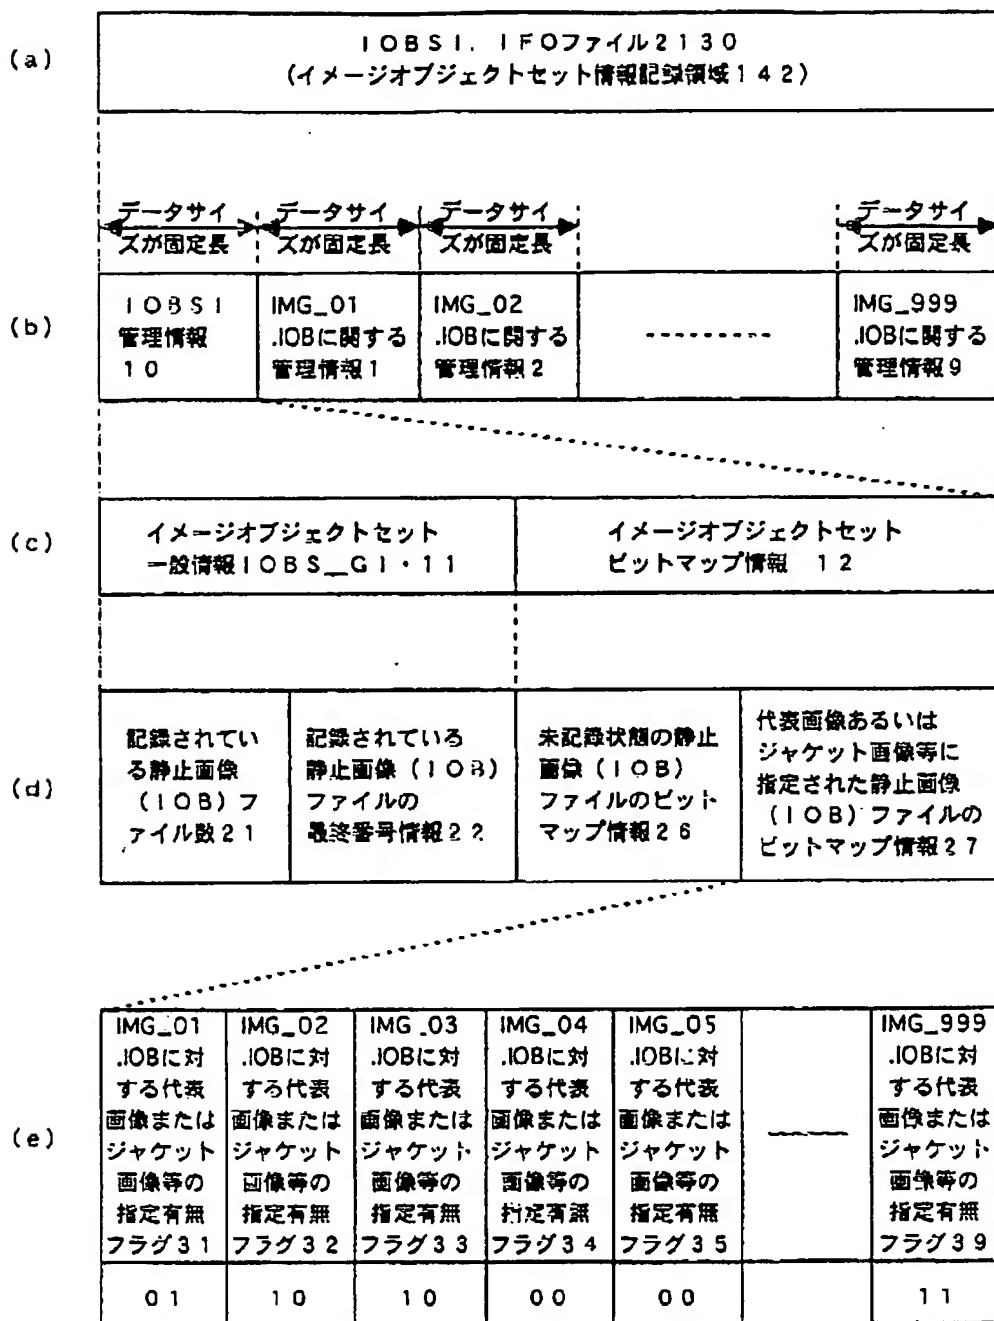 (a)
IOBSI. IFOファイル2130
(イメージオブジェクトセット情報記録領域142)
データサイ
ズが固定長
データサイ
ズが固定長
データサイ
ズが固定長
データサイ
ズが固定長
(b)
IOBSI
管理情報
10
IMG_01
.IOBに関する
管理情報1
IMG_02
.IOBに関する
管理情報2
IMG_999
.IOBに関する
管理情報9
(c)
イメージオブジェクトセット
一般情報IOBS_GI・11
イメージオブジェクトセット
ビットマップ情報 12
(d)
記録されてい
る静止画像
(IOB)フ
ァイル数21
記録されている
静止画像(IOB)
ファイルの
最終番号情報22
未記録状態の静止
画像(IOB)
ファイルのビット
マップ情報26
代表画像あるいは
ジャケット画像等に
指定された静止画像
(IOB)ファイルの
ビットマップ情報27
(e)
IMG_01
.IOBに対
する代表
画像または
ジャケット
画像等の
指定有無
フラグ31
01
IMG_02
.IOBに対
する代表
画像または
ジャケット
画像等の
指定有無
フラグ32
10
IMG_03
.IOBに対
する代表
画像または
ジャケット
画像等の
指定有無
フラグ33
10
IMG_04
.IOBに対
する代表
画像または
ジャケット
画像等の
指定有無
フラグ34
00
IMG_05
.IOBに対
する代表
画像または
ジャケット
画像等の
指定有無
フラグ35
00
IMG_999
.IOBに対
する代表
画像または
ジャケット
画像等の
指定有無
フラグ39
11